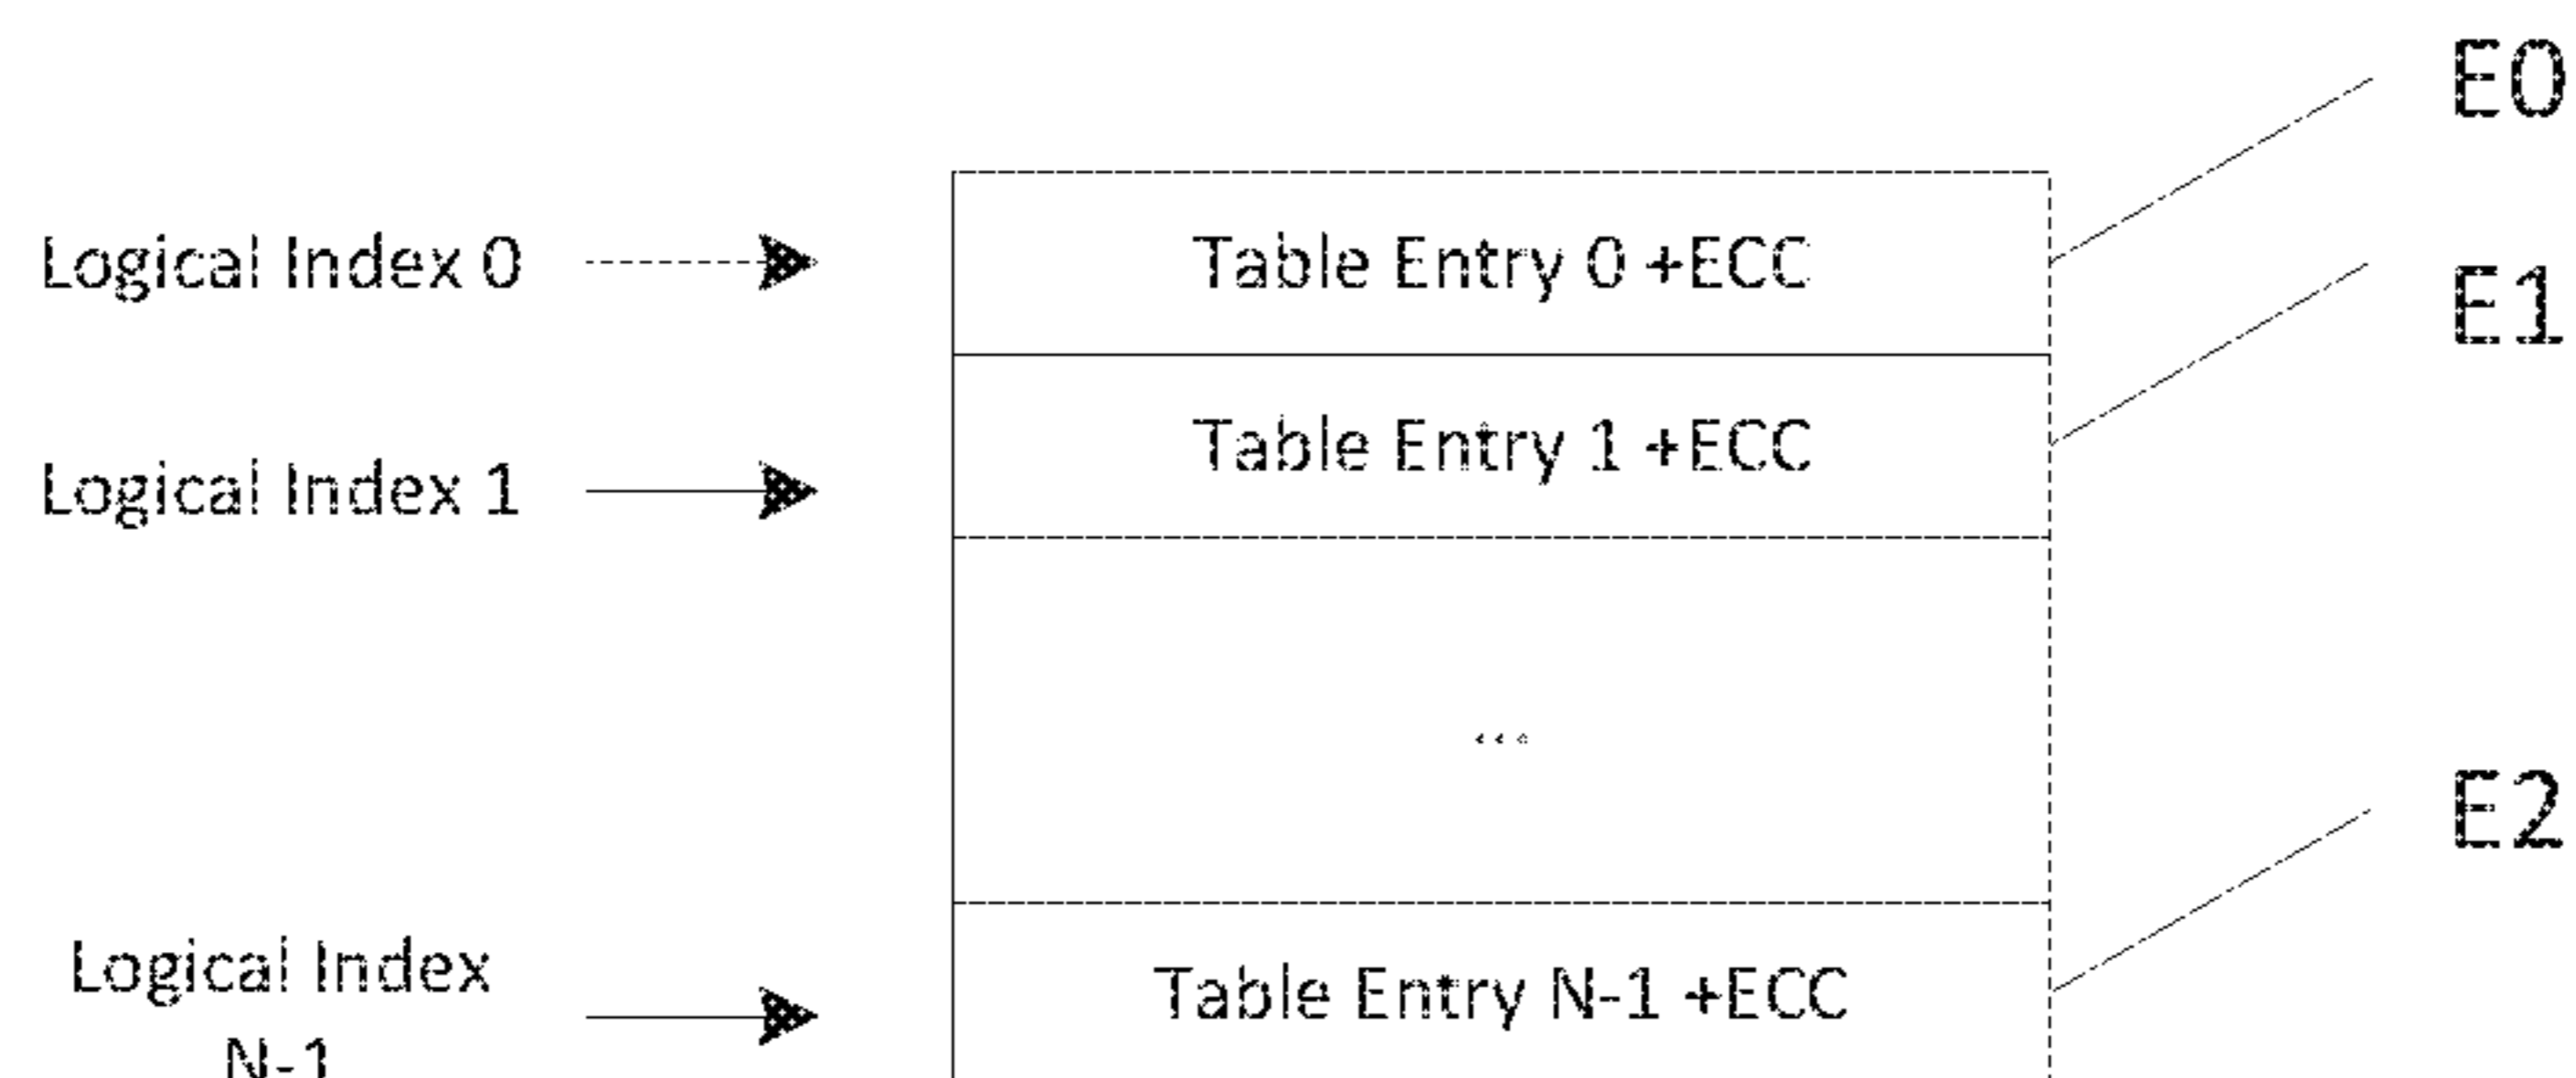 E0
Logical Index 0
Table Entry 0 +ECC
E1
Logical Index 1
Table Entry 1 +ECC
...
E2
Logical Index
N-1
Table Entry N-1 +ECC